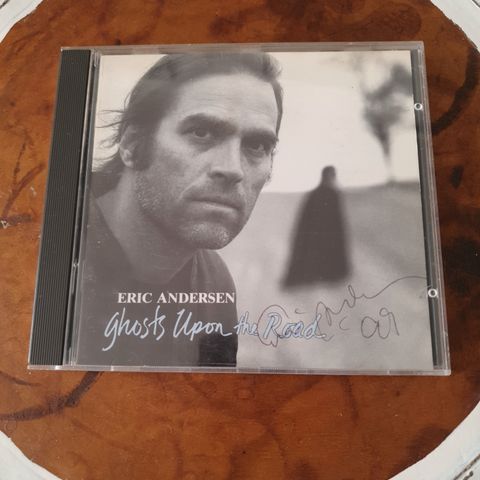 ERIC ANDERSEN
Ghosts Upon the Road
09